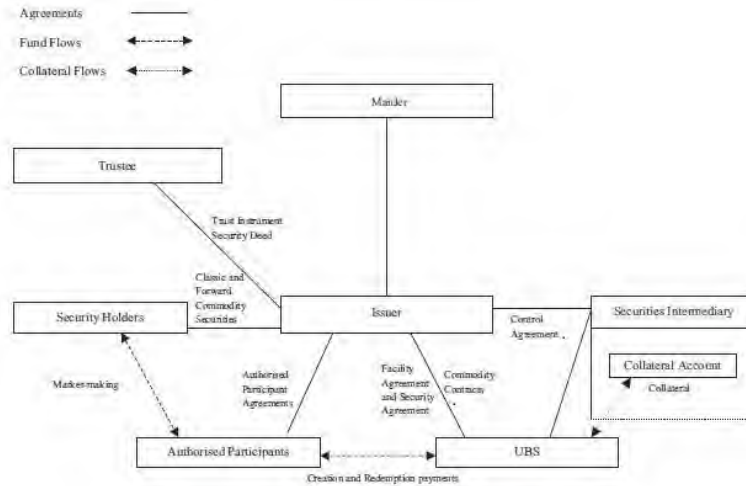 Agreements
Fund Flows
Collateral Flows
Trustee
Trust Instrument
Security Deed
Classic and
Forward
Commodity
Securities
Security Holders
Issuer
Control
Agreement
Securities Intermediary
Collateral Account
Collateral
Market-making
Authorised
Participant
Agreements
Facility
Agreement
and Security
Agreement
Commodity
Contracts
Authorised Participants
UBS
Creation and Redemption payments